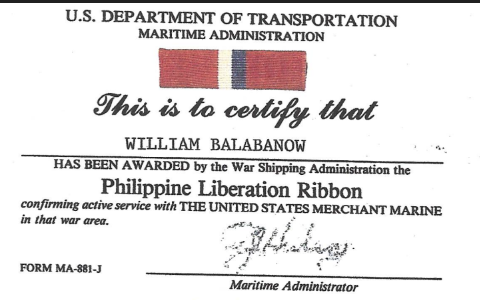 U.S. DEPARTMENT OF TRANSPORTATION
MARITIME ADMINISTRATION
This is to certify that
WILLIAM BALABANOW
HAS BEEN AWARDED by the War Shipping Administration the
Philippine Liberation Ribbon
confirming active service with THE UNITED STATES MERCHANT MARINE
in that war area.
FORM MA-881-J
Maritime Administrator